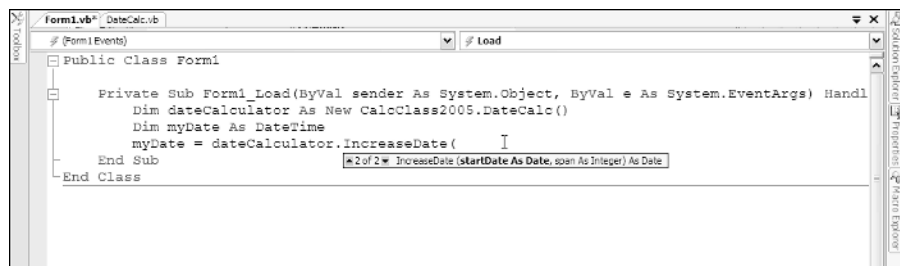 Form1.vb* DateCalc.vb
(Form1 Events) Load
Public Class Form1
Private Sub Form1_Load(ByVal sender As System.Object, ByVal e As System.EventArgs) Handl
Dim dateCalculator As New CalcClass2005.DateCalc()
Dim myDate As DateTime
myDate = dateCalculator.IncreaseDate(
2 of 2 IncreaseDate (startDate As Date, span As Integer) As Date
End Sub
End Class
Toolbox
Solution Explorer
Properties
Macro Explorer